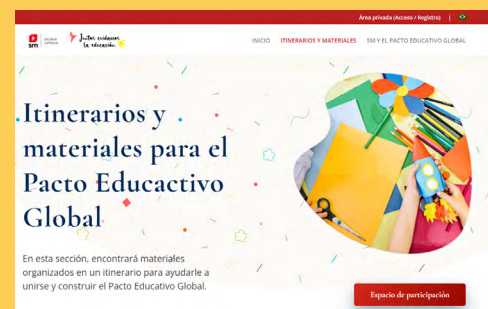 Área privada (Acceso / Registro) |
sm
Juntos cuidamos
la educación
INICIO ITINERARIOS Y MATERIALES SM Y EL PACTO EDUCATIVO GLOBAL
Itinerarios y
materiales para el
Pacto Educactivo
Global
En esta sección, encontrará materiales
organizados en un itinerario para ayudarle a
unirse y construir el Pacto Educativo Global.
Espacio de participación